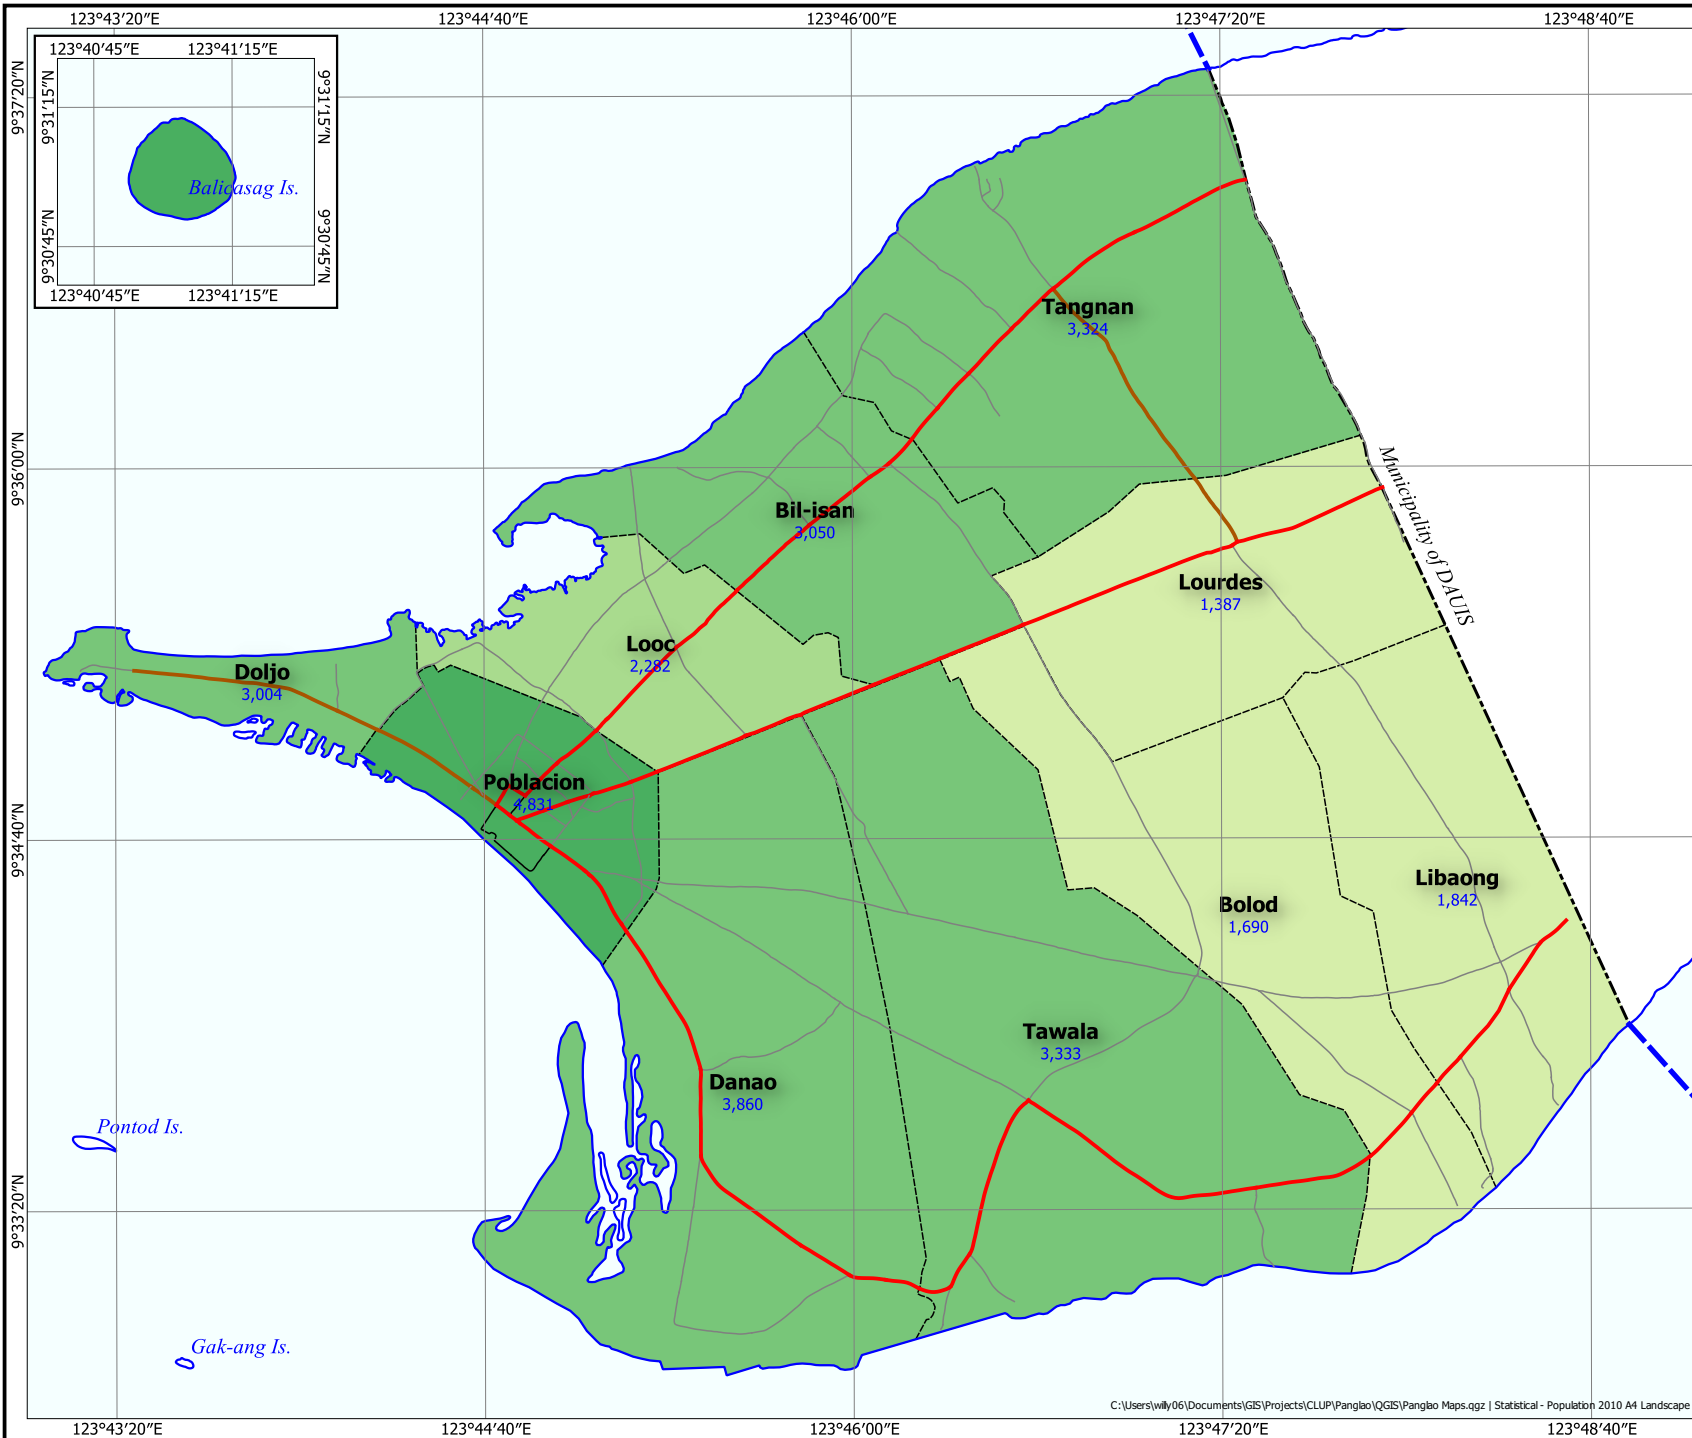 123°43′20″E 123°44′40″E 123°46′00″E 123°47′20″E 123°48′40″E
123°40′45″E 123°41′15″E
9°31′15″N
9°31′15″N
Balicasag Is.
9°30′45″N
9°30′45″N
123°40′45″E 123°41′15″E
9°37′20″N
9°36′00″N
9°34′40″N
9°33′20″N
Tangnan
3,324
Municipality of DAUIS
Bil-isan
3,050
Lourdes
1,387
Looc
2,282
Doljo
3,004
Poblacion
4,831
Libaong
1,842
Bolod
1,690
Tawala
3,333
Danao
3,860
Pontod Is.
Gak-ang Is.
C:\Users\willy06\Documents\GIS\Projects\CLUP\Panglao\QGIS\Panglao Maps.qgz | Statistical - Population 2010 A4 Landscape
123°43′20″E 123°44′40″E 123°46′00″E 123°47′20″E 123°48′40″E